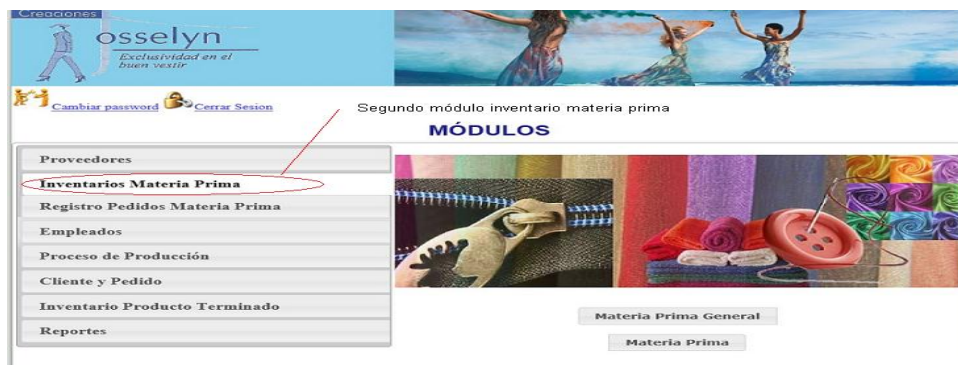 Creaciones
osselyn
Exclusividad en el
buen vestir
Cambiar password Cerrar Sesion
Segundo módulo inventario materia prima
MÓDULOS
Proveedores
Inventarios Materia Prima
Registro Pedidos Materia Prima
Empleados
Proceso de Producción
Cliente y Pedido
Inventario Producto Terminado
Reportes
Materia Prima General
Materia Prima